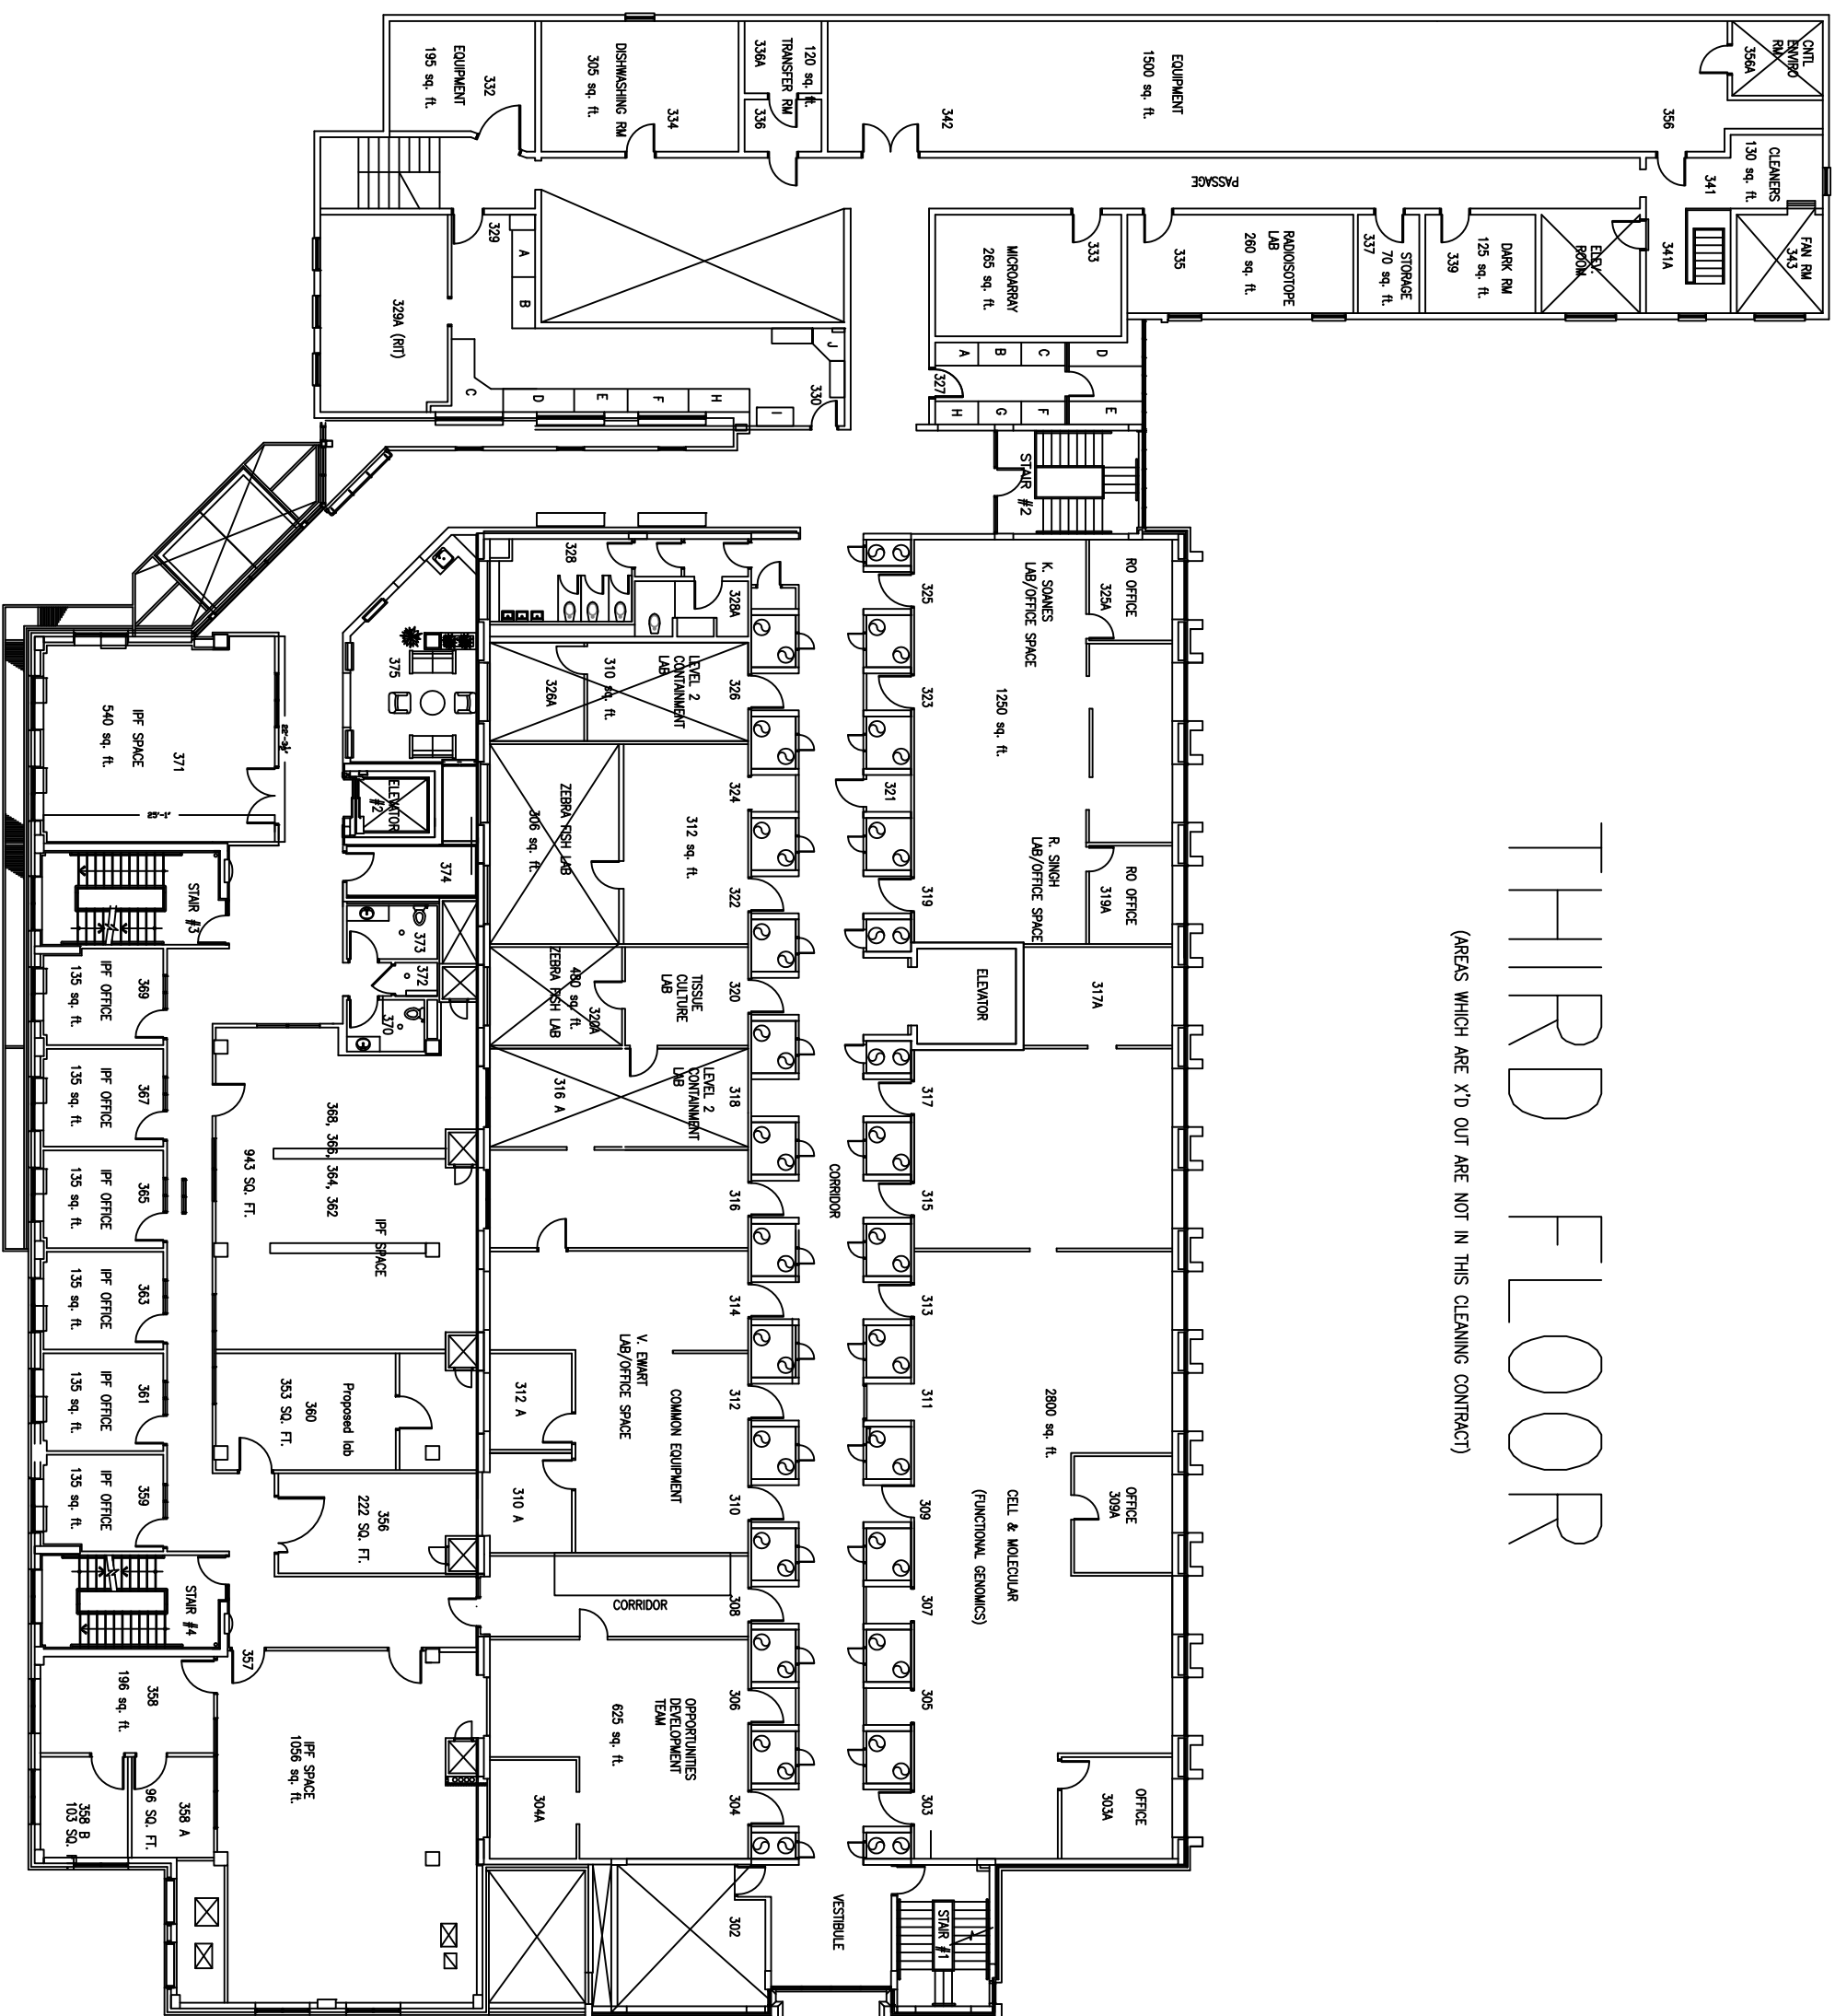 THIRD FLOOR
(AREAS WHICH ARE X'D OUT ARE NOT IN THIS CLEANING CONTRACT)
CNTL
ENVIRO
RM
356A
EQUIPMENT
1500 sq. ft.
356
342
120 sq. ft.
TRANSFER RM
336A
336
DISHWASHING RM
305 sq. ft.
334
EQUIPMENT
195 sq. ft.
332
CLEANERS
130 sq. ft.
341
PASSAGE
FAN RM
343
341A
ELEV.
ROOM
DARK RM
125 sq. ft.
339
STORAGE
70 sq. ft.
337
RADIOISOTOPE
LAB
260 sq. ft.
335
MICROARRAY
265 sq. ft.
333
329
A
B
329A (RIT)
C
D
E
F
H
I
J
330
A
B
C
D
327
H
G
F
E
STAIR #2
RO OFFICE
325A
K. SOANES
LAB/OFFICE SPACE
1250 sq. ft.
R. SINGH
LAB/OFFICE SPACE
RO OFFICE
319A
325
323
321
319
ELEVATOR
317A
317
315
313
311
309
307
305
303
2800 sq. ft.
CELL & MOLECULAR
(FUNCTIONAL GENOMICS)
OFFICE
309A
OFFICE
303A
CORRIDOR
VESTIBULE
STAIR #1
302
328
328A
LEVEL 2
CONTAINMENT
LAB
310 sq. ft.
326
326A
324
312 sq. ft.
322
ZEBRA FISH LAB
306 sq. ft.
TISSUE
CULTURE
LAB
320
480 sq. ft.
ZEBRA FISH LAB
320A
LEVEL 2
CONTAINMENT
LAB
318
316 A
316
314
312
310
V. EWART
LAB/OFFICE SPACE
COMMON EQUIPMENT
312 A
310 A
308
CORRIDOR
306
OPPORTUNITIES
DEVELOPMENT
TEAM
625 sq. ft.
304
304A
375
ELEVATOR
#2
374
373
372
370
371
IPF SPACE
540 sq. ft.
25'-1"
STAIR #3
369
IPF OFFICE
135 sq. ft.
367
IPF OFFICE
135 sq. ft.
365
IPF OFFICE
135 sq. ft.
363
IPF OFFICE
135 sq. ft.
361
IPF OFFICE
135 sq. ft.
359
IPF OFFICE
135 sq. ft.
368, 366, 364, 362
IPF SPACE
943 SQ. FT.
Proposed lab
360
353 SQ. FT.
356
222 SQ. FT.
STAIR #4
357
358
196 sq. ft.
358 A
96 SQ. FT.
358 B
103 SQ.
IPF SPACE
1056 sq. ft.